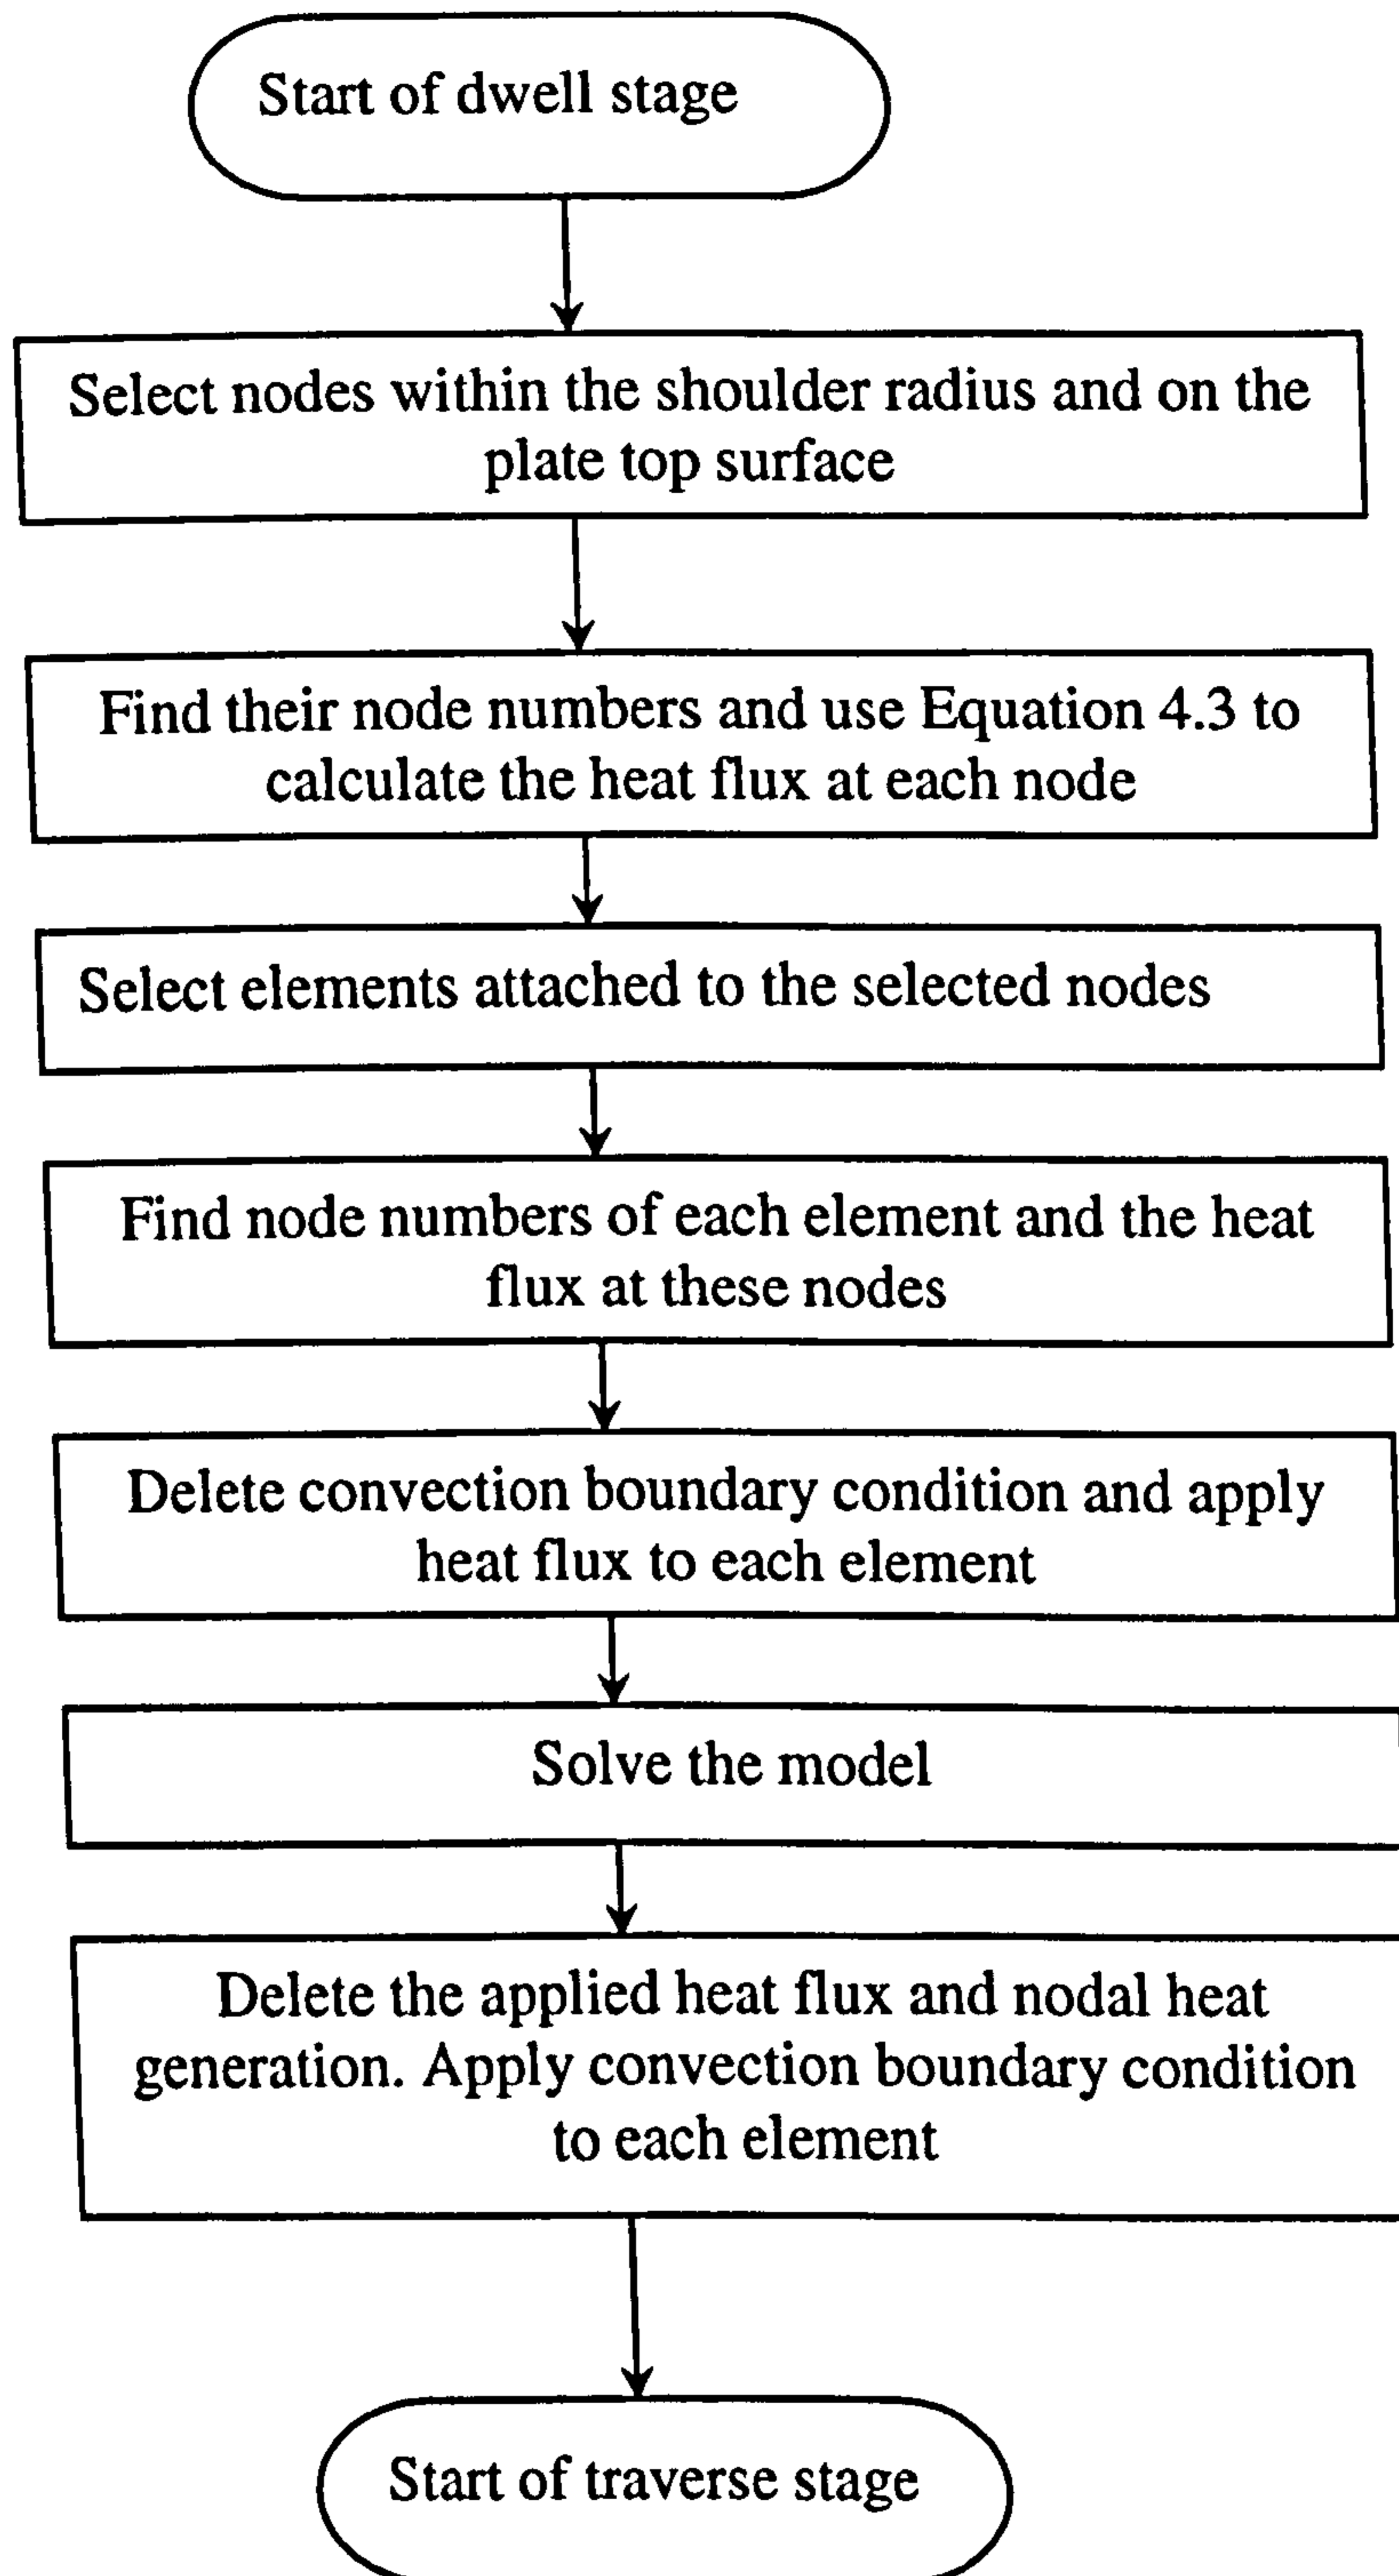 Start of dwell stage
Select nodes within the shoulder radius and on the
plate top surface
Find their node numbers and use Equation 4.3 to
calculate the heat flux at each node
Select elements attached to the selected nodes
Find node numbers of each element and the heat
flux at these nodes
Delete convection boundary condition and apply
heat flux to each element
Solve the model
Delete the applied heat flux and nodal heat
generation. Apply convection boundary condition
to each element
Start of traverse stage